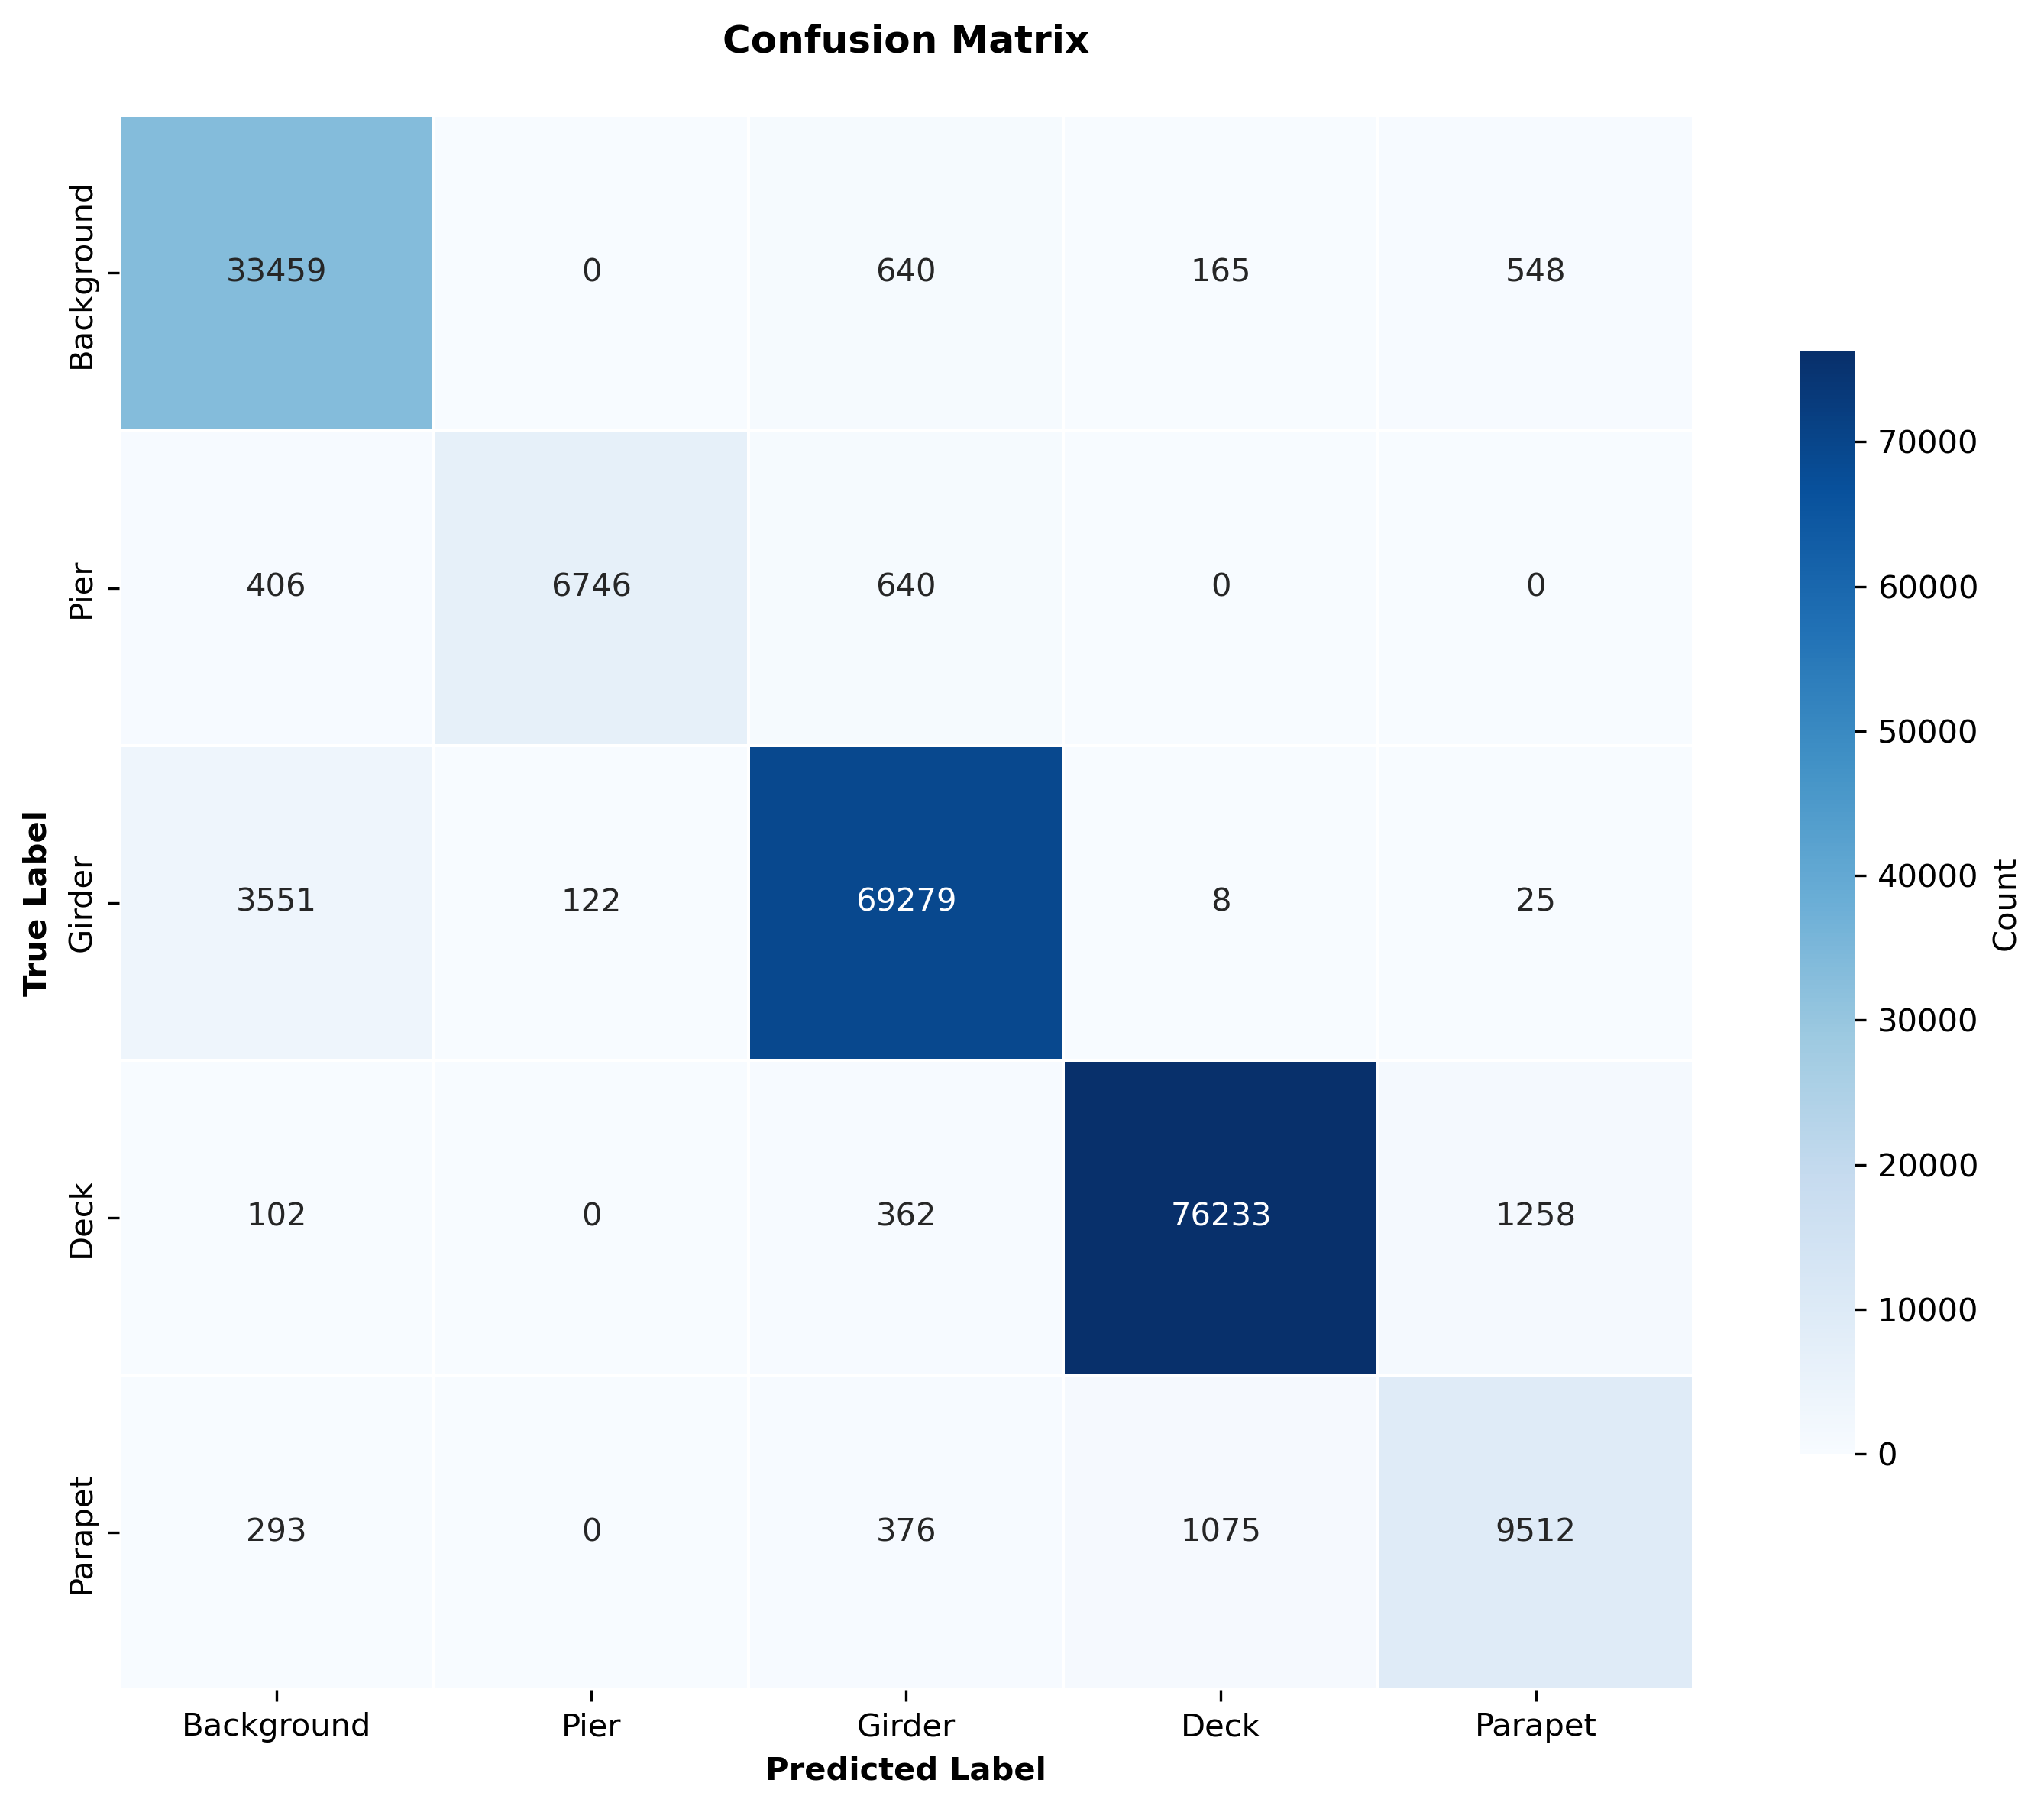 Confusion Matrix
True Label
Background 33459 0 640 165 548
Pier 406 6746 640 0 0
Girder 3551 122 69279 8 25
Deck 102 0 362 76233 1258
Parapet 293 0 376 1075 9512
Background Pier Girder Deck Parapet
Predicted Label
70000
60000
50000
40000
30000
20000
10000
0
Count